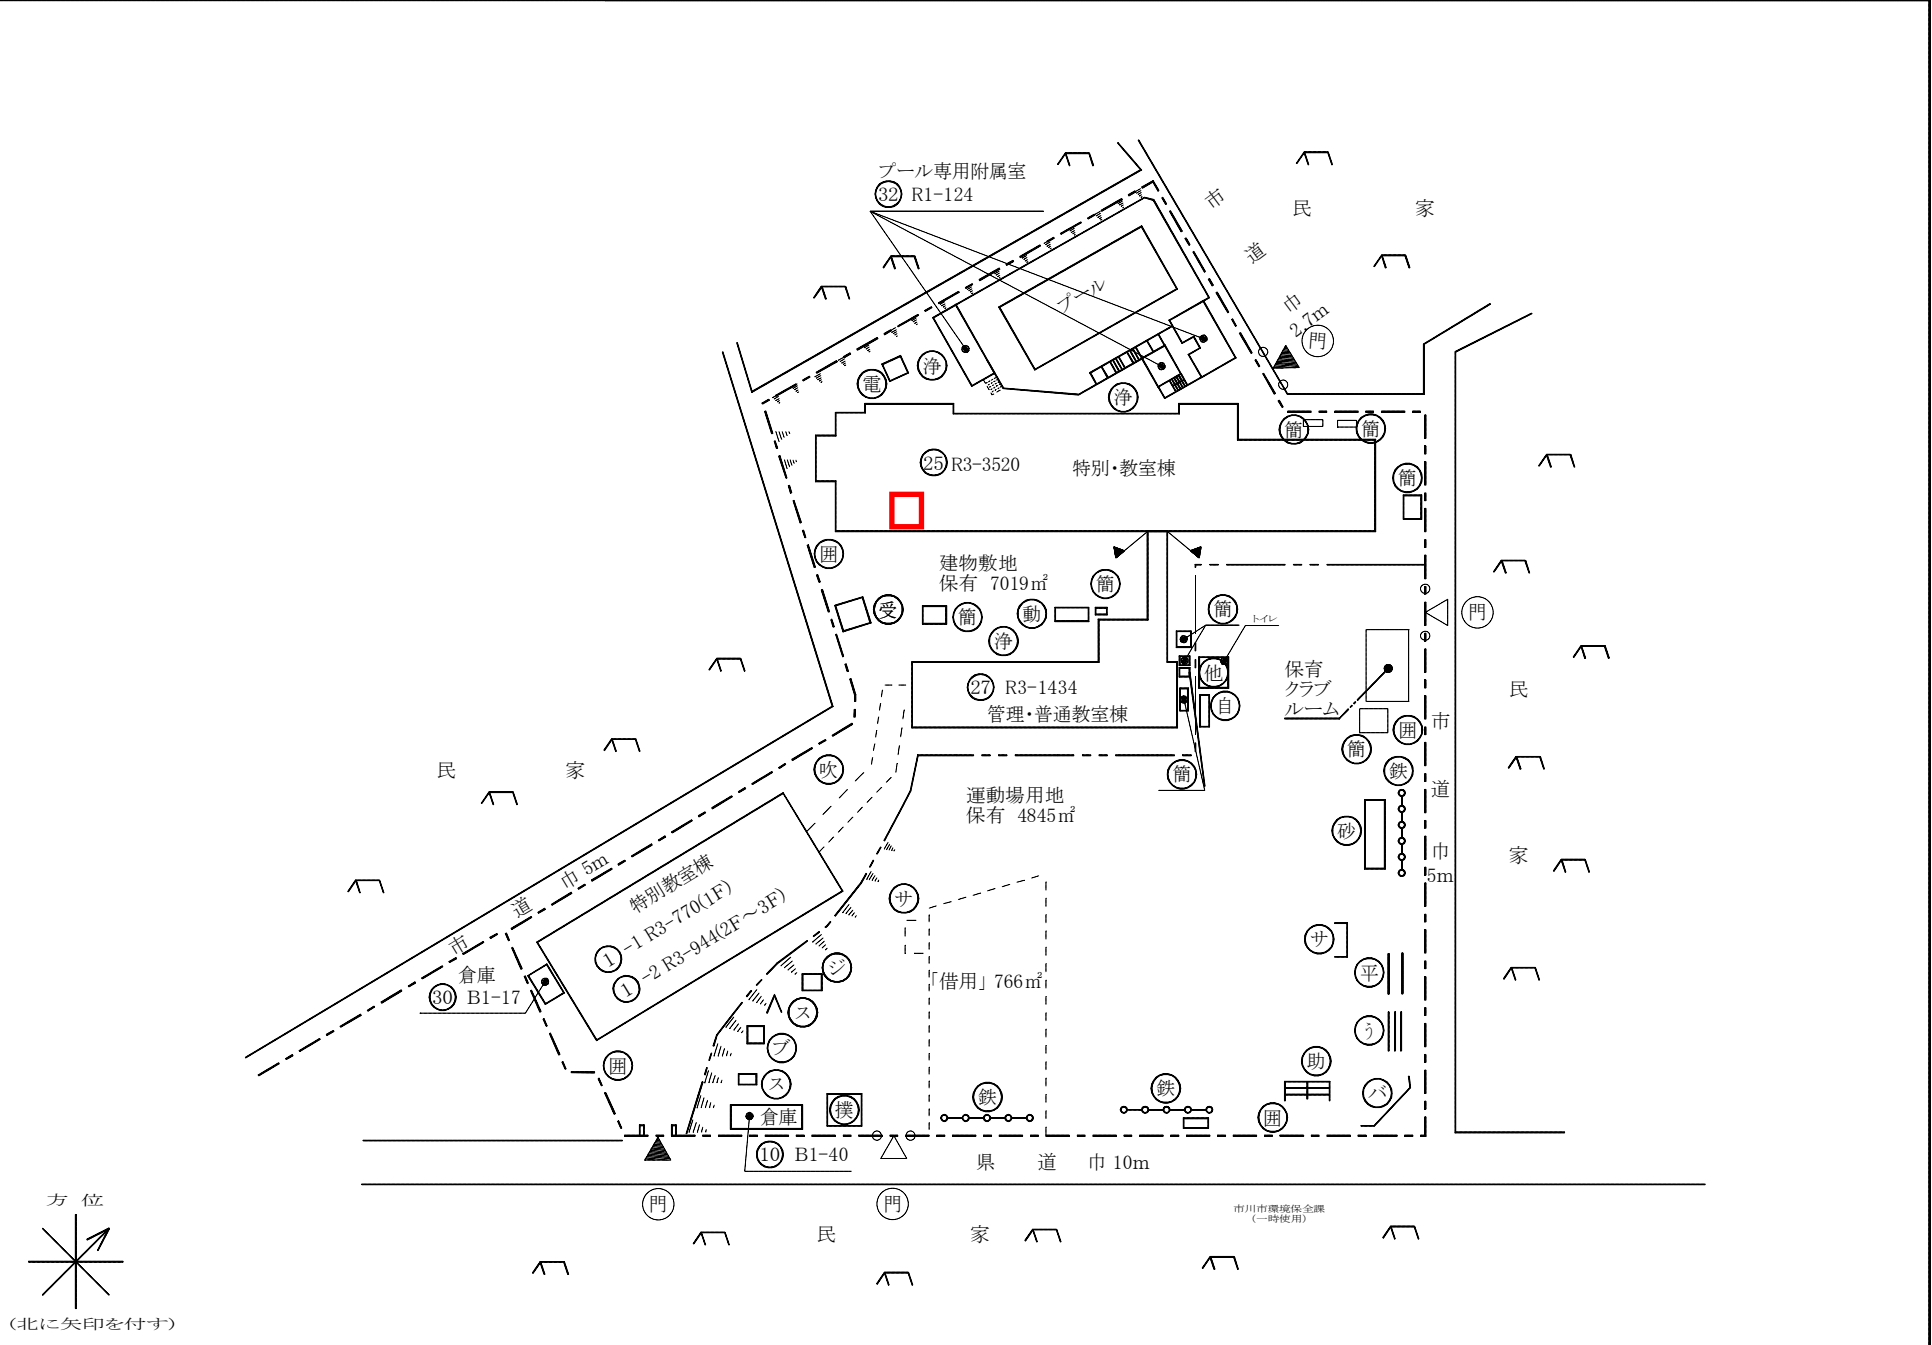 プール専用附属室
32 R1-124
市道 巾 2.7m
民 家
門
プール
電
浄
浄
簡
簡
簡
25 R3-3520 特別・教室棟
囲
建物敷地
保有 7019㎡
簡
受
簡
動
浄
簡
トイレ
他
自
門
保育
クラブ
ルーム
27 R3-1434
管理・普通教室棟
囲
簡
民 家
市 道 巾 5m
民 家
吹
簡
鉄
運動場用地
保有 4845㎡
砂
市 道 巾 5m
特別教室棟
1-1 R3-770(1F)
1-2 R3-944(2F～3F)
サ
サ
倉庫
30 B1-17
ジ
「借用」766㎡
平
ス
う
ブ
囲
助
ス
バ
倉庫
撲
鉄
鉄
囲
10 B1-40
県 道 巾 10m
門
門
民 家
市川市環境保全課
(一時使用)
方 位
(北に矢印を付す)